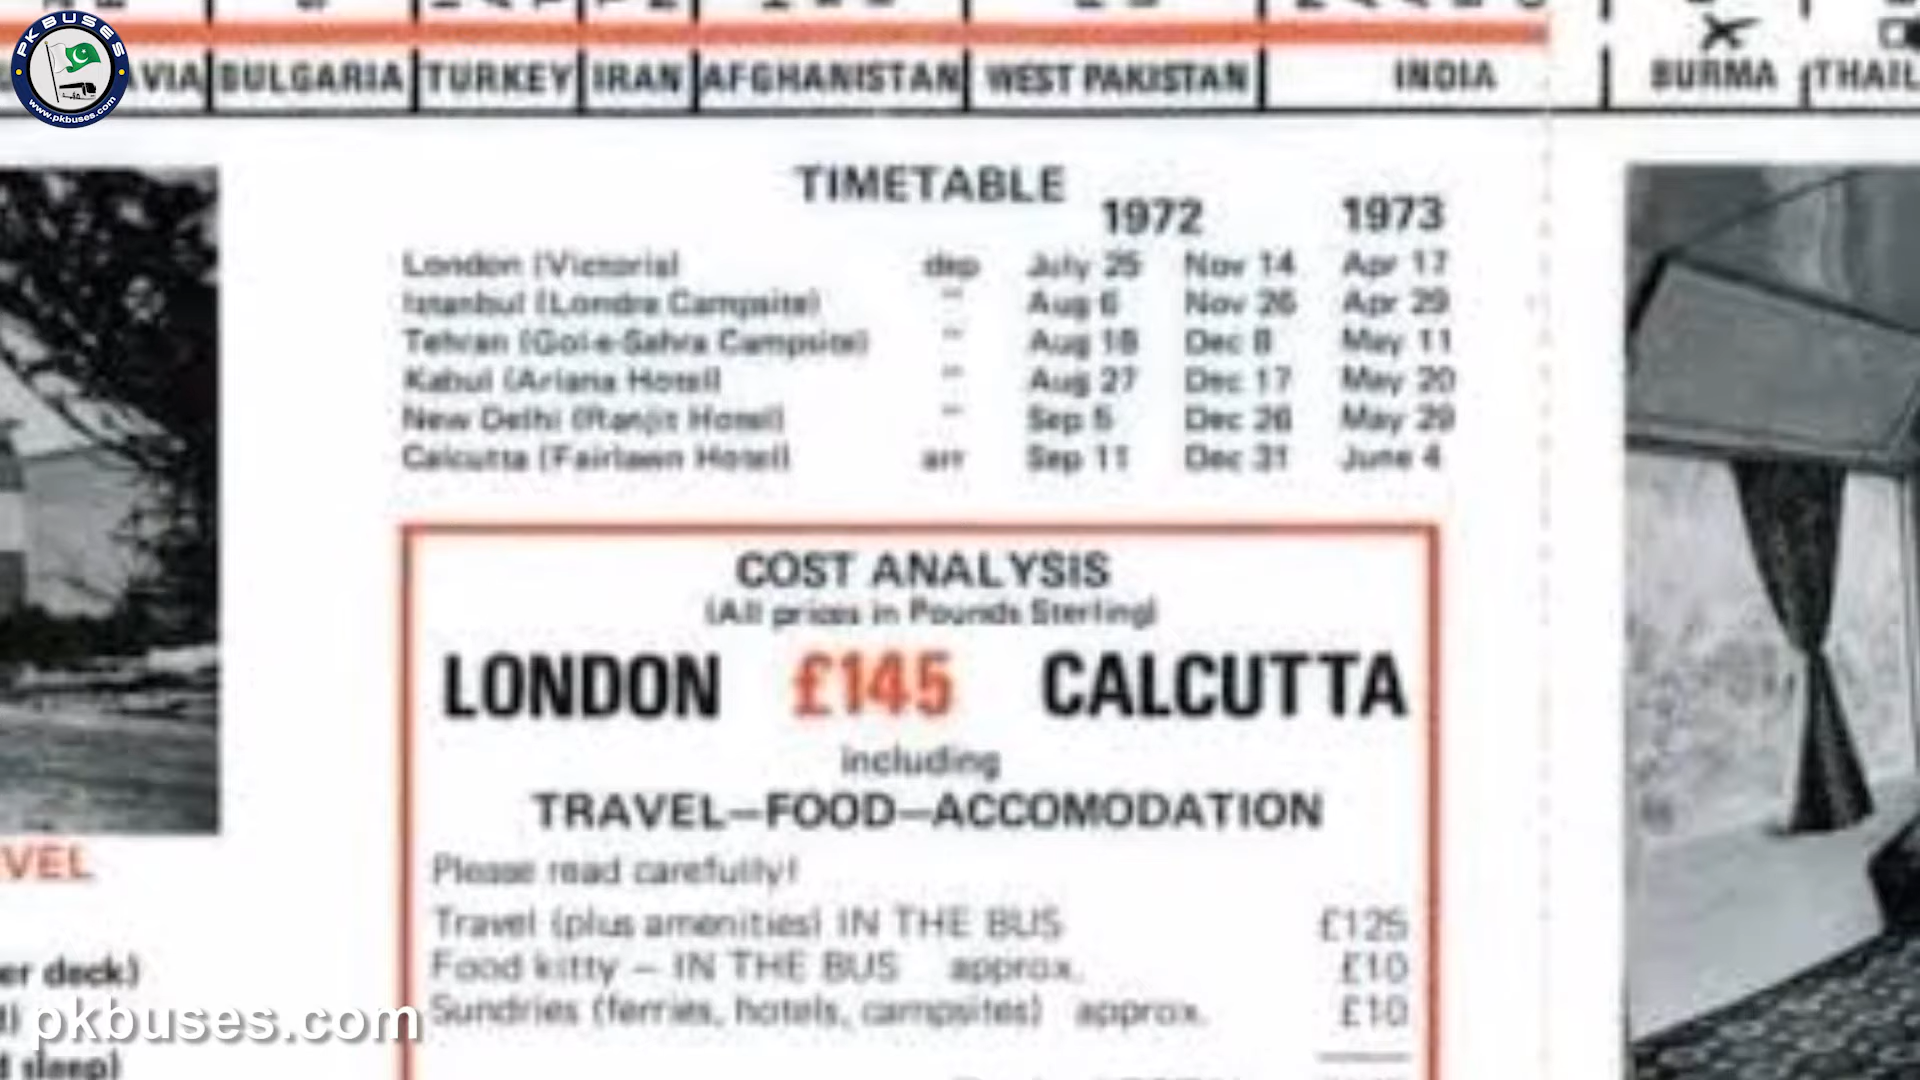 PK BUSES
www.pkbuses.com
VIA BULGARIA TURKEY IRAN AFGHANISTAN WEST PAKISTAN INDIA BURMA THAIL
TIMETABLE
1972 1973
London (Victoria) dep July 25 Nov 14 Apr 17
Istanbul (Londra Campsite) " Aug 6 Nov 26 Apr 29
Tehran (Gol-e-Sahra Campsite) " Aug 18 Dec 8 May 11
Kabul (Ariana Hotel) " Aug 27 Dec 17 May 20
New Delhi (Ranjit Hotel) " Sep 5 Dec 26 May 29
Calcutta (Fairlawn Hotel) arr Sep 11 Dec 31 June 4
COST ANALYSIS
(All prices in Pounds Sterling)
LONDON £145 CALCUTTA
including
TRAVEL—FOOD—ACCOMODATION
Please read carefully!
Travel (plus amenities) IN THE BUS £125
Food kitty — IN THE BUS approx. £10
Sundries (ferries, hotels, campsites) approx. £10
VEL
er deck)
pkbuses.com
sleep)